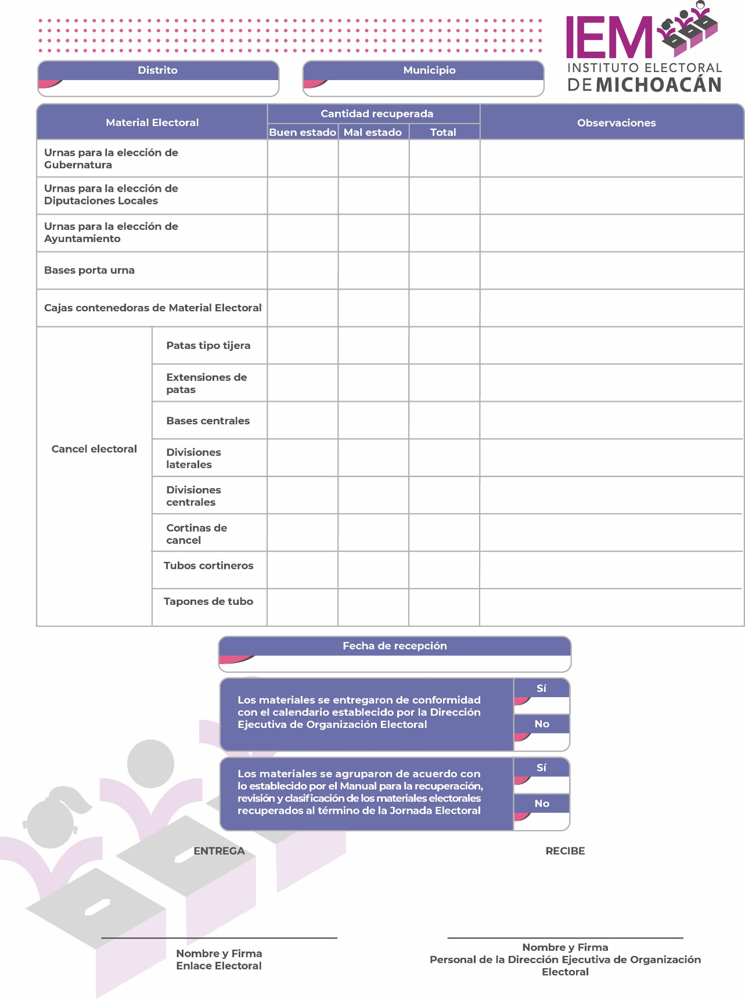 IEM
INSTITUTO ELECTORAL
DE MICHOACÁN
Distrito
Municipio
Material Electoral
Cantidad recuperada
Observaciones
Buen estado
Mal estado
Total
Urnas para la elección de
Gubernatura
Urnas para la elección de
Diputaciones Locales
Urnas para la elección de
Ayuntamiento
Bases porta urna
Cajas contenedoras de Material Electoral
Cancel electoral
Patas tipo tijera
Extensiones de
patas
Bases centrales
Divisiones
laterales
Divisiones
centrales
Cortinas de
cancel
Tubos cortineros
Tapones de tubo
Fecha de recepción
Los materiales se entregaron de conformidad
con el calendario establecido por la Dirección
Ejecutiva de Organización Electoral
Sí
No
Los materiales se agruparon de acuerdo con
lo establecido por el Manual para la recuperación,
revisión y clasificación de los materiales electorales
recuperados al término de la Jornada Electoral
Sí
No
ENTREGA
RECIBE
Nombre y Firma
Enlace Electoral
Nombre y Firma
Personal de la Dirección Ejecutiva de Organización
Electoral